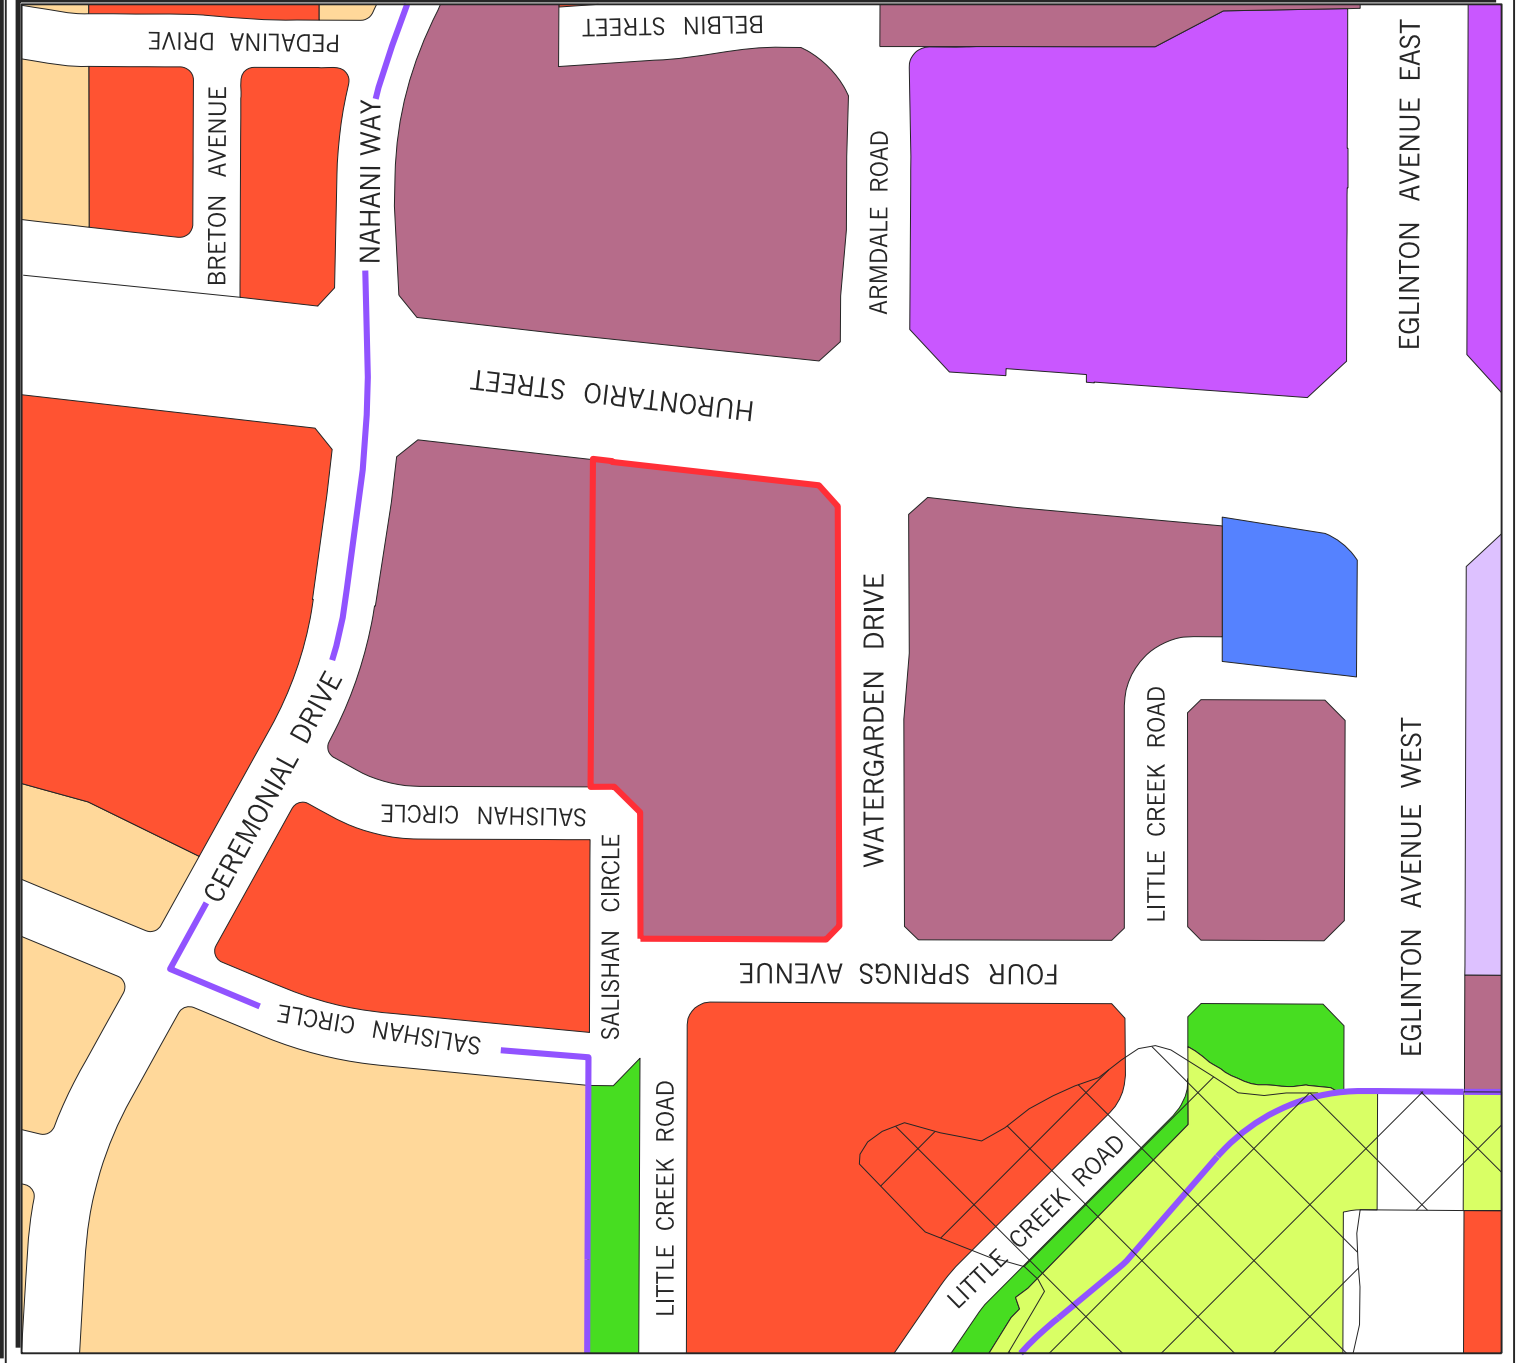 BELBIN STREET
PEDALINA DRIVE
EGLINTON AVENUE EAST
BRETON AVENUE
NAHANI WAY
ARMDALE ROAD
HURONTARIO STREET
WATERGARDEN DRIVE
CEREMONIAL DRIVE
LITTLE CREEK ROAD
EGLINTON AVENUE WEST
SALISHAN CIRCLE
SALISHAN CIRCLE
FOUR SPRINGS AVENUE
SALISHAN CIRCLE
LITTLE CREEK ROAD
LITTLE CREEK ROAD